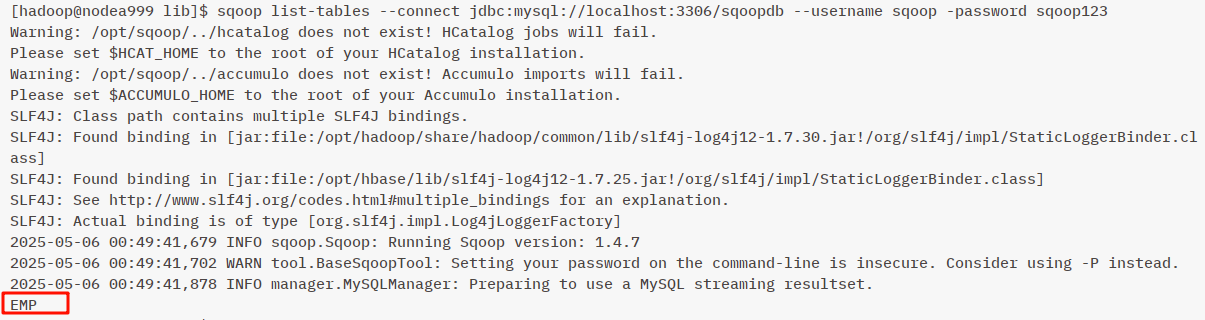 [hadoop@nodea999 lib]$ sqoop list-tables --connect jdbc:mysql://localhost:3306/sqoopdb --username sqoop -password sqoop123
Warning: /opt/sqoop/../hcatalog does not exist! HCatalog jobs will fail.
Please set $HCAT_HOME to the root of your HCatalog installation.
Warning: /opt/sqoop/../accumulo does not exist! Accumulo imports will fail.
Please set $ACCUMULO_HOME to the root of your Accumulo installation.
SLF4J: Class path contains multiple SLF4J bindings.
SLF4J: Found binding in [jar:file:/opt/hadoop/share/hadoop/common/lib/slf4j-log4j12-1.7.30.jar!/org/slf4j/impl/StaticLoggerBinder.cl
ass]
SLF4J: Found binding in [jar:file:/opt/hbase/lib/slf4j-log4j12-1.7.25.jar!/org/slf4j/impl/StaticLoggerBinder.class]
SLF4J: See http://www.slf4j.org/codes.html#multiple_bindings for an explanation.
SLF4J: Actual binding is of type [org.slf4j.impl.Log4jLoggerFactory]
2025-05-06 00:49:41,679 INFO sqoop.Sqoop: Running Sqoop version: 1.4.7
2025-05-06 00:49:41,702 WARN tool.BaseSqoopTool: Setting your password on the command-line is insecure. Consider using -P instead.
2025-05-06 00:49:41,878 INFO manager.MySQLManager: Preparing to use a MySQL streaming resultset.
EMP